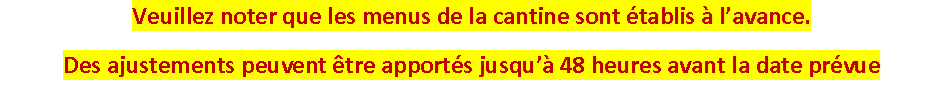 Veuillez noter que les menus de la cantine sont établis à l’avance.
Des ajustements peuvent être apportés jusqu’à 48 heures avant la date prévue